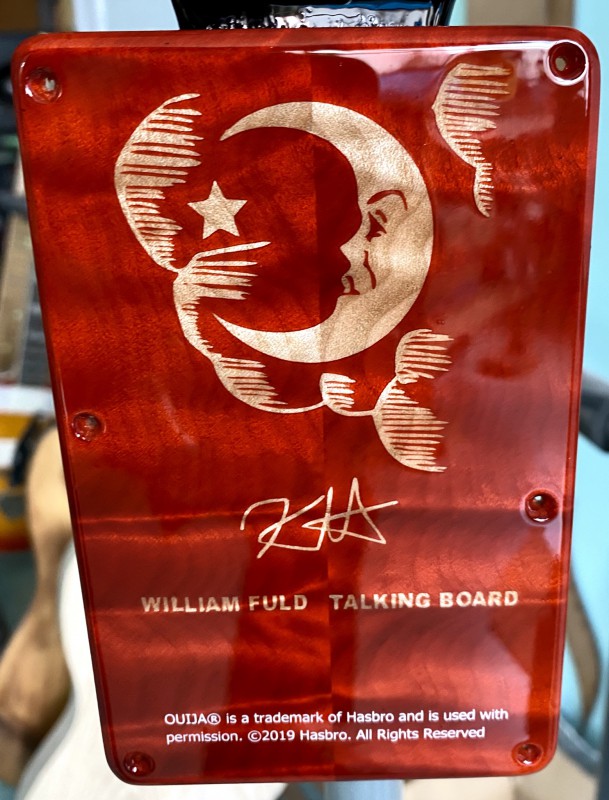 WILLIAM FULD TALKING BOARD
OUIJA® is a trademark of Hasbro and is used with
permission. ©2019 Hasbro. All Rights Reserved